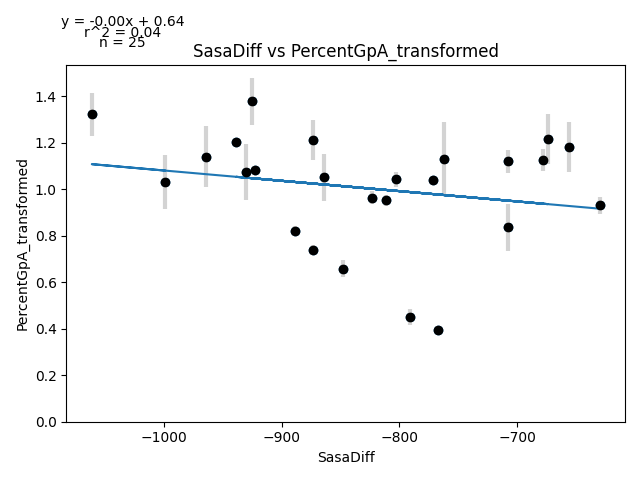 y = -0.00x + 0.64
r^2 = 0.04
n = 25
SasaDiff vs PercentGpA_transformed
1.4
1.2
1.0
0.8
0.6
0.4
0.2
0.0
PercentGpA_transformed
−1000
−900
−800
−700
SasaDiff